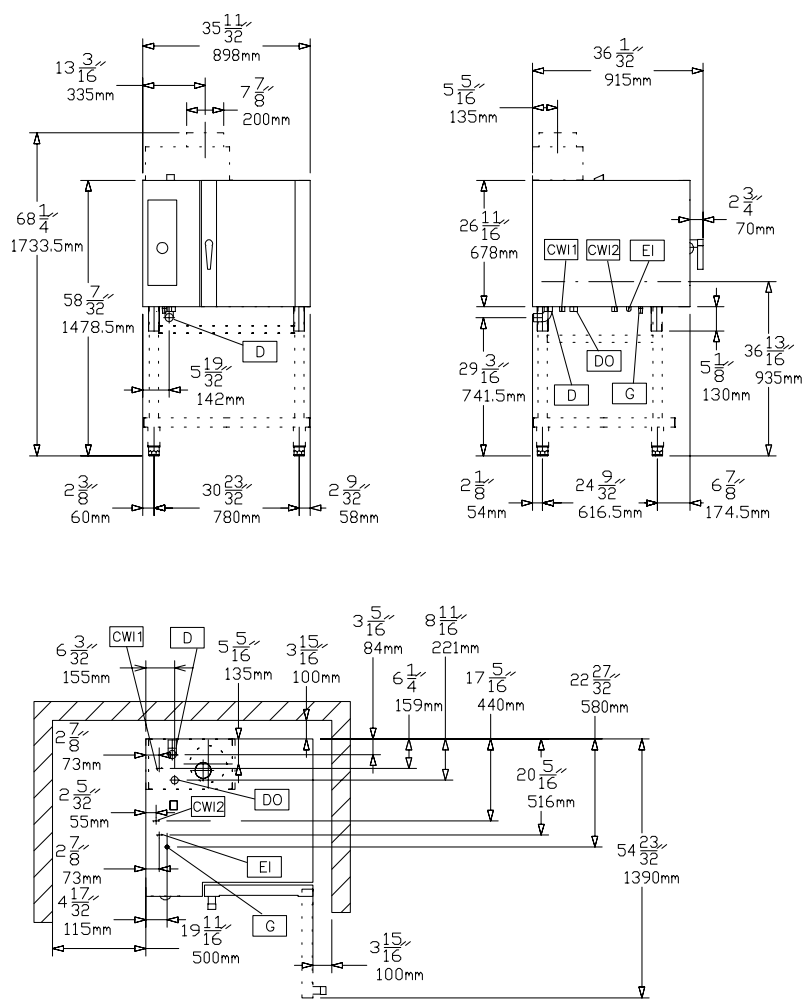 35 11/32″
898mm
13 3/16″
335mm
7 7/8″
200mm
68 1/4″
1733.5mm
58 7/32″
1478.5mm
D
5 19/32″
142mm
2 3/8″
60mm
30 23/32″
780mm
2 9/32″
58mm
36 1/32″
915mm
5 5/16″
135mm
26 11/16″
678mm
2 3/4″
70mm
CWI1
CWI2
EI
29 3/16″
741.5mm
DO
D
G
5 1/8″
130mm
36 13/16″
935mm
2 1/8″
54mm
24 9/32″
616.5mm
6 7/8″
174.5mm
6 3/32″
155mm
CWI1
D
5 5/16″
135mm
3 15/16″
100mm
3 5/16″
84mm
8 11/16″
221mm
6 1/4″
159mm
17 5/16″
440mm
22 27/32″
580mm
2 7/8″
73mm
20 5/16″
516mm
2 5/32″
55mm
CWI2
DO
2 7/8″
73mm
EI
54 23/32″
1390mm
4 17/32″
115mm
19 11/16″
500mm
G
3 15/16″
100mm